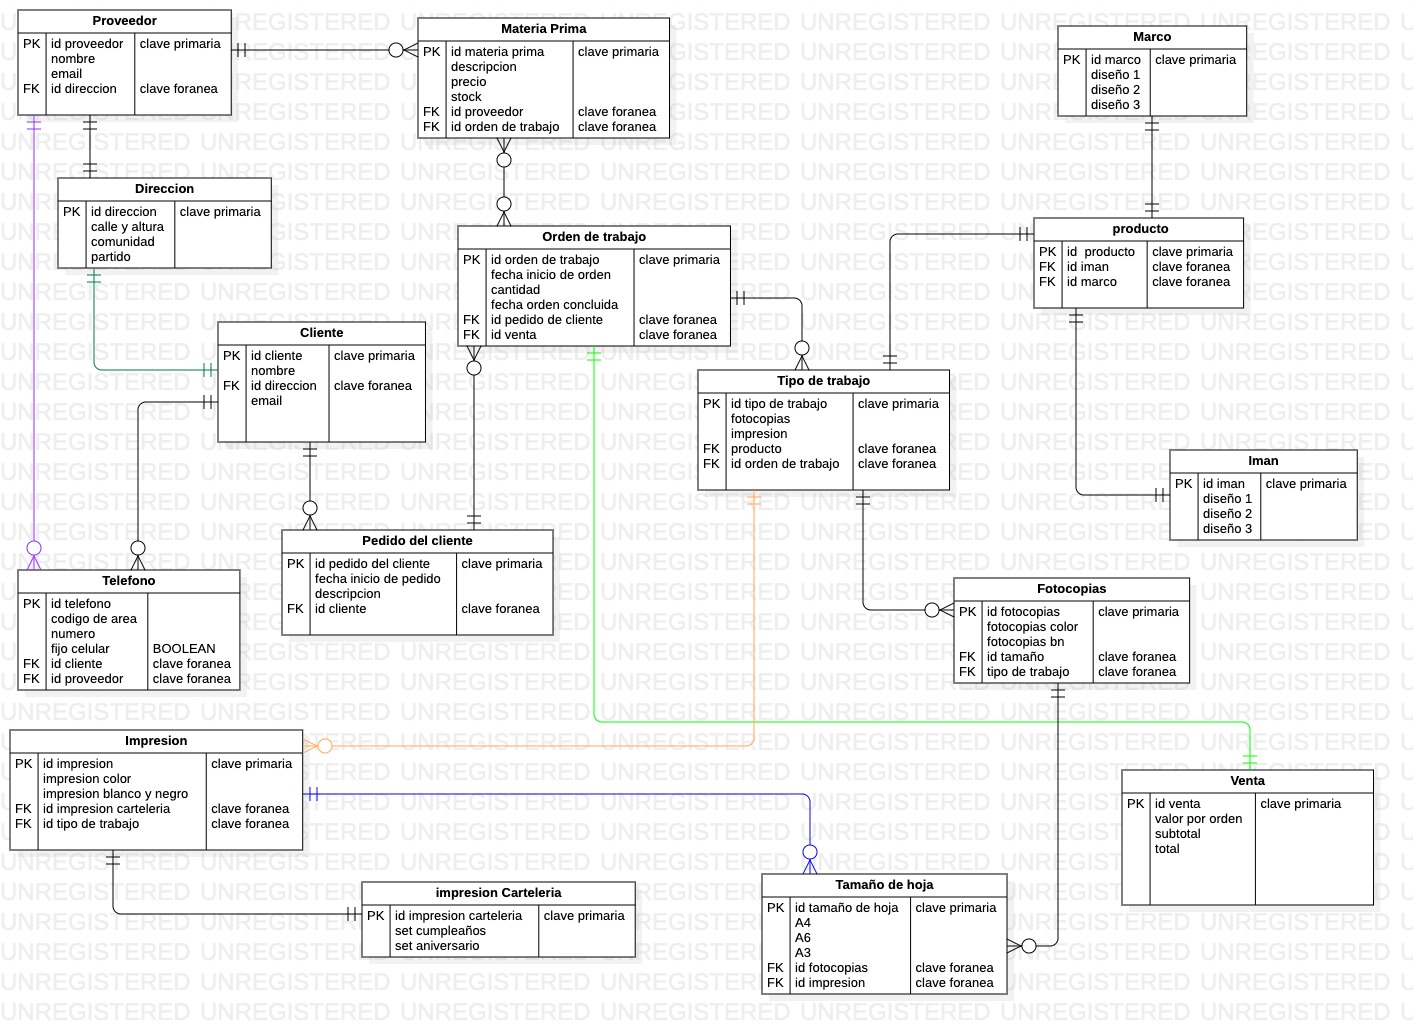 Proveedor
PK id proveedor clave primaria
nombre
email
FK id direccion clave foranea
Materia Prima
PK id materia prima clave primaria
descripcion
precio
stock
FK id proveedor clave foranea
FK id orden de trabajo clave foranea
Marco
PK id marco clave primaria
diseño 1
diseño 2
diseño 3
Direccion
PK id direccion clave primaria
calle y altura
comunidad
partido
Orden de trabajo
PK id orden de trabajo clave primaria
fecha inicio de orden
cantidad
fecha orden concluida
FK id pedido de cliente clave foranea
FK id venta clave foranea
producto
PK id producto clave primaria
FK id iman clave foranea
FK id marco clave foranea
Cliente
PK id cliente clave primaria
nombre
FK id direccion clave foranea
email
Tipo de trabajo
PK id tipo de trabajo clave primaria
fotocopias
impresion
FK producto clave foranea
FK id orden de trabajo clave foranea
Iman
PK id iman clave primaria
diseño 1
diseño 2
diseño 3
Pedido del cliente
PK id pedido del cliente clave primaria
fecha inicio de pedido
descripcion
FK id cliente clave foranea
Telefono
PK id telefono
codigo de area
numero
fijo celular BOOLEAN
FK id cliente clave foranea
FK id proveedor clave foranea
Fotocopias
PK id fotocopias clave primaria
fotocopias color
fotocopias bn
FK id tamaño clave foranea
FK tipo de trabajo clave foranea
Impresion
PK id impresion clave primaria
impresion color
impresion blanco y negro
FK id impresion carteleria clave foranea
FK id tipo de trabajo clave foranea
Venta
PK id venta clave primaria
valor por orden
subtotal
total
impresion Carteleria
PK id impresion carteleria clave primaria
set cumpleaños
set aniversario
Tamaño de hoja
PK id tamaño de hoja clave primaria
A4
A6
A3
FK id fotocopias clave foranea
FK id impresion clave foranea